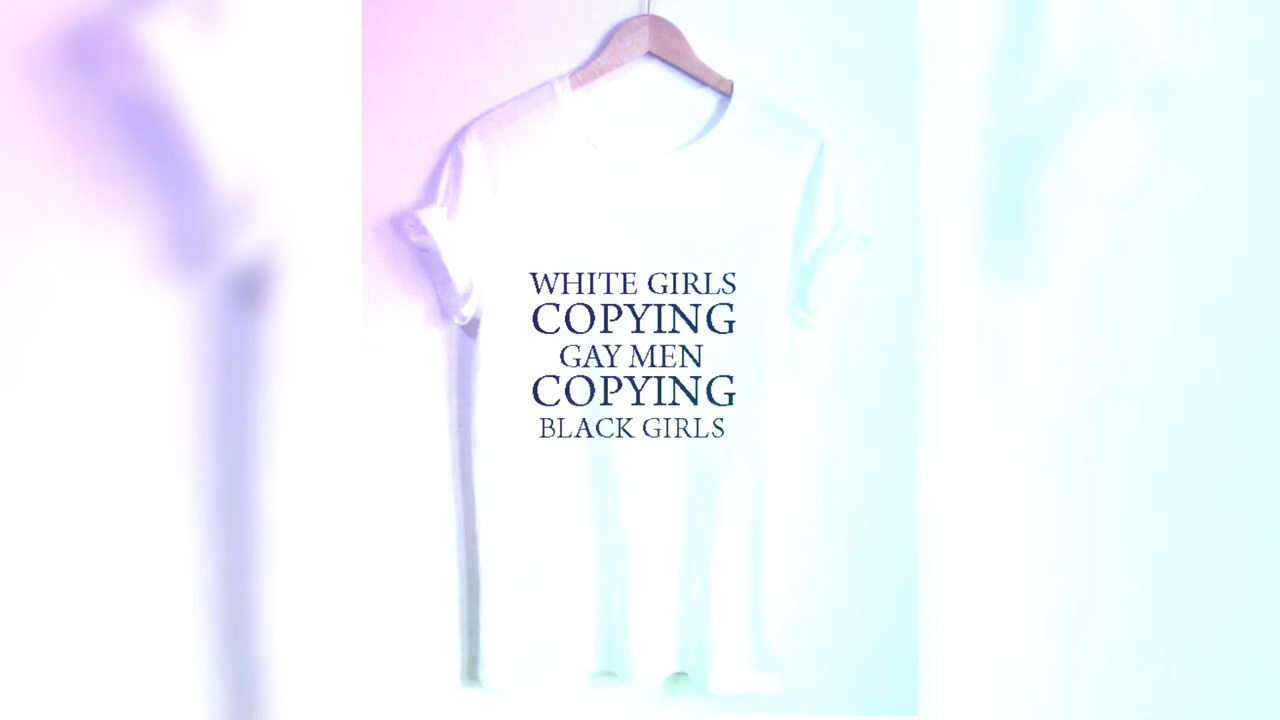 WHITE GIRLS
COPYING
GAY MEN
COPYING
BLACK GIRLS